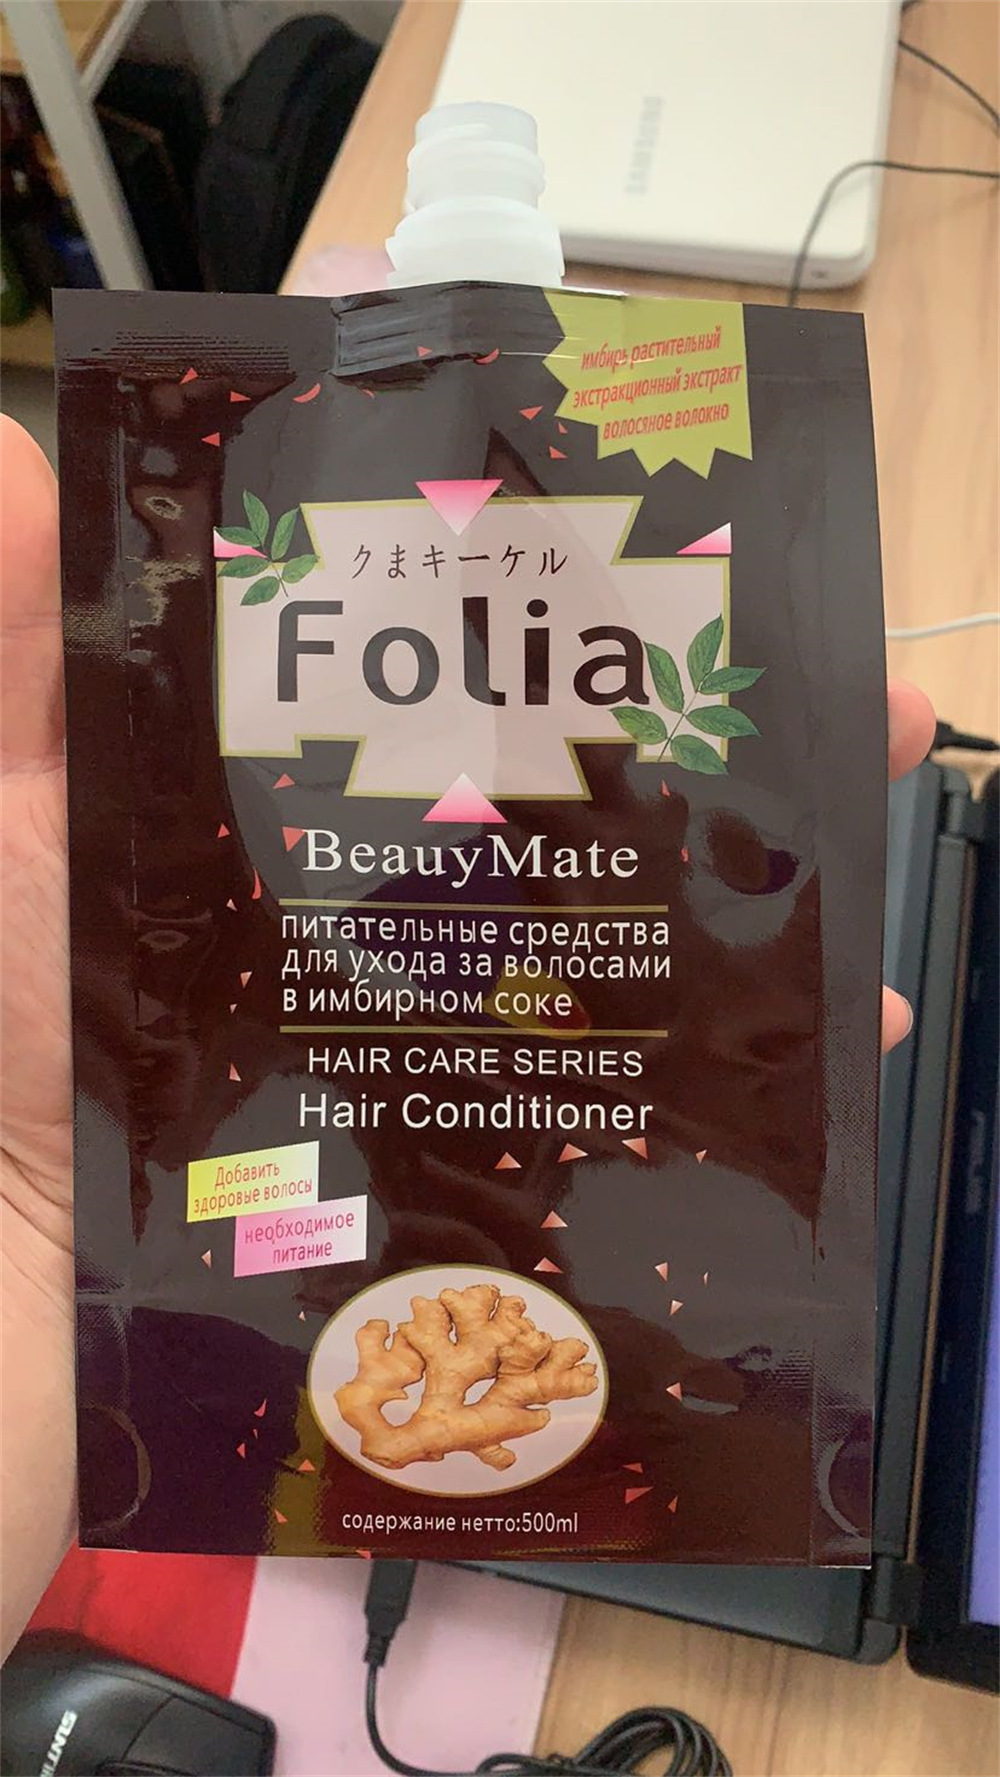 SAMSUNG
имбирь растительный
экстракционный экстракт
волосяное волокно
クまキーケル
Folia
BeauyMate
питательные средства
для ухода за волосами
в имбирном соке
HAIR CARE SERIES
Hair Conditioner
Добавить
здоровые волосы
необходимое
питание
содержание нетто:500ml